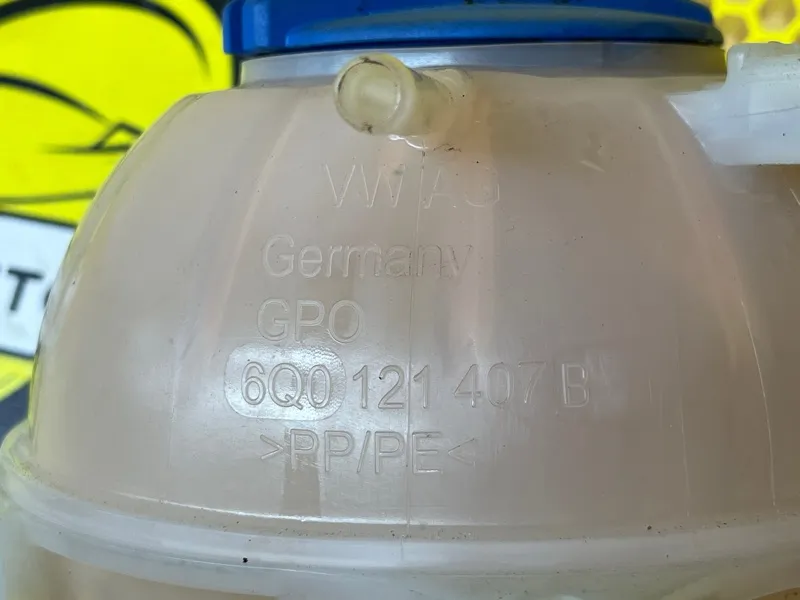 VW AG
Germany
GPO
6Q0 121 407 B
>PP/PE<